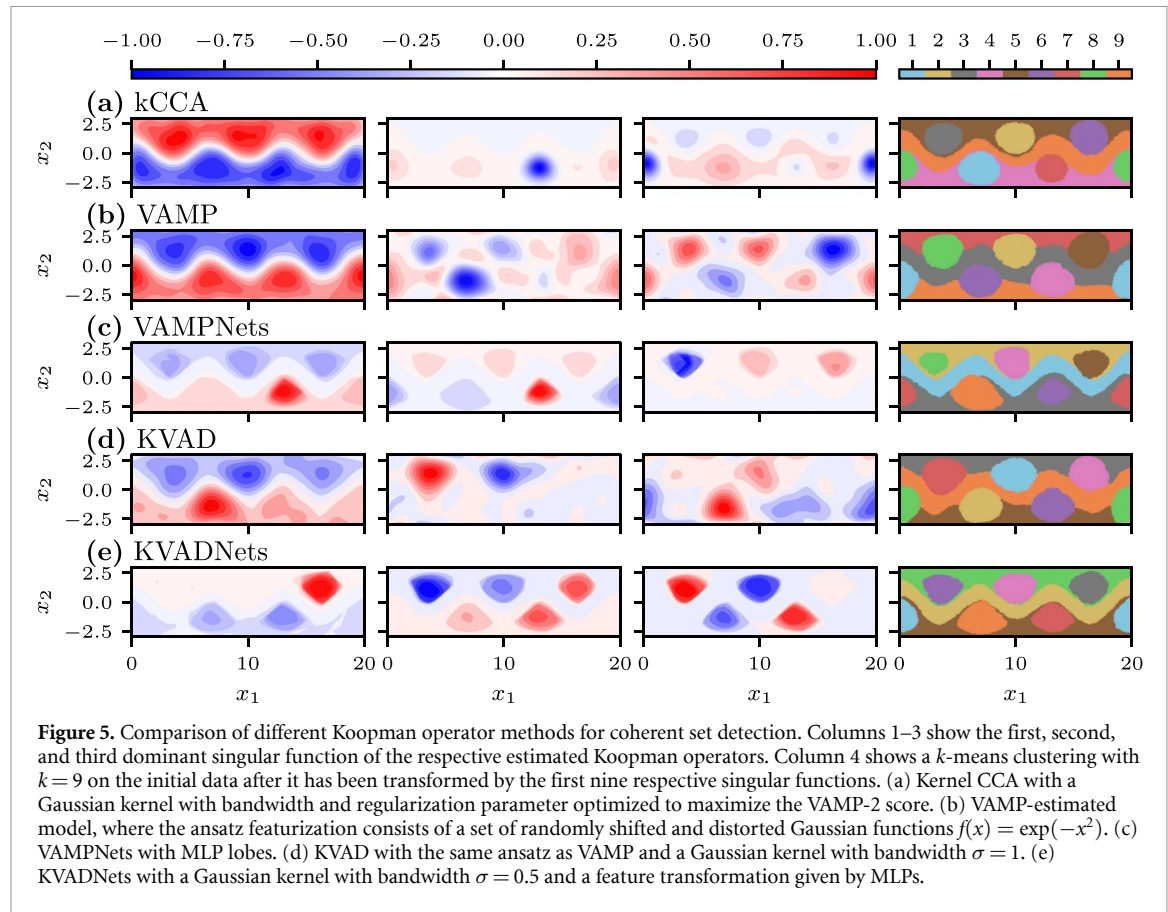 −1.00 −0.75 −0.50 −0.25 0.00 0.25 0.50 0.75 1.00 1 2 3 4 5 6 7 8 9
(a) kCCA
2.5
x₂ 0.0
−2.5
(b) VAMP
2.5
x₂ 0.0
−2.5
(c) VAMPNets
2.5
x₂ 0.0
−2.5
(d) KVAD
2.5
x₂ 0.0
−2.5
(e) KVADNets
2.5
x₂ 0.0
−2.5
0 10 20 0 10 20 0 10 20 0 10 20
x₁ x₁ x₁ x₁
Figure 5. Comparison of different Koopman operator methods for coherent set detection. Columns 1–3 show the first, second,
and third dominant singular function of the respective estimated Koopman operators. Column 4 shows a k-means clustering with
k = 9 on the initial data after it has been transformed by the first nine respective singular functions. (a) Kernel CCA with a
Gaussian kernel with bandwidth and regularization parameter optimized to maximize the VAMP-2 score. (b) VAMP-estimated
model, where the ansatz featurization consists of a set of randomly shifted and distorted Gaussian functions f(x) = exp(−x²). (c)
VAMPNets with MLP lobes. (d) KVAD with the same ansatz as VAMP and a Gaussian kernel with bandwidth σ = 1. (e)
KVADNets with a Gaussian kernel with bandwidth σ = 0.5 and a feature transformation given by MLPs.